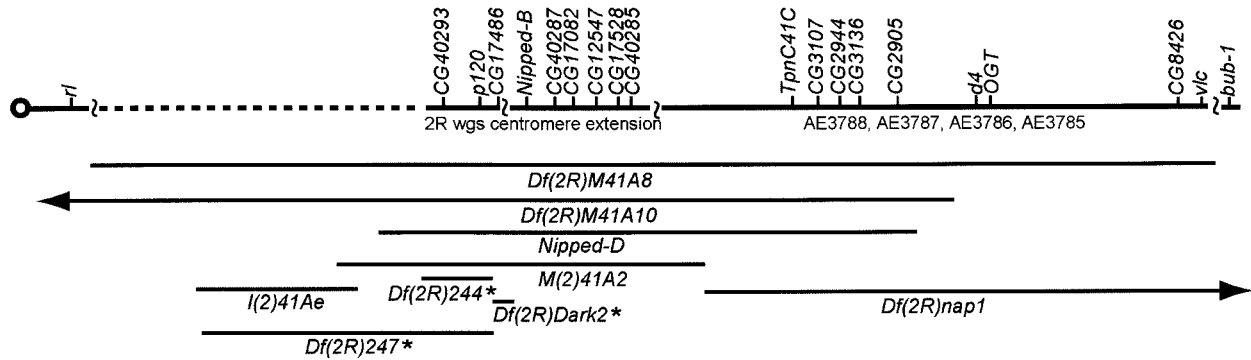 rl
CG40293
p120
CG17486
Nipped-B
CG40287
CG17082
CG12547
CG17528
CG40285
TpnC41C
CG3107
CG2944
CG3136
CG2905
d4
OGT
CG8426
vlc
bub-1
2R wgs centromere extension
AE3788, AE3787, AE3786, AE3785
Df(2R)M41A8
Df(2R)M41A10
Nipped-D
M(2)41A2
Df(2R)244*
l(2)41Ae
Df(2R)Dark2*
Df(2R)nap1
Df(2R)247*